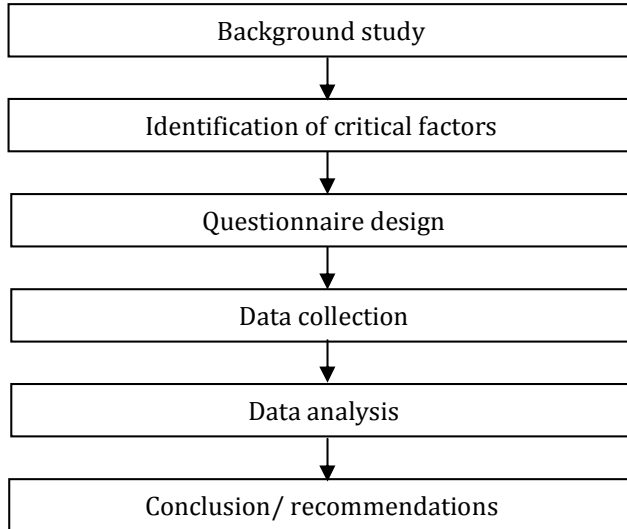 Background study
Identification of critical factors
Questionnaire design
Data collection
Data analysis
Conclusion/ recommendations